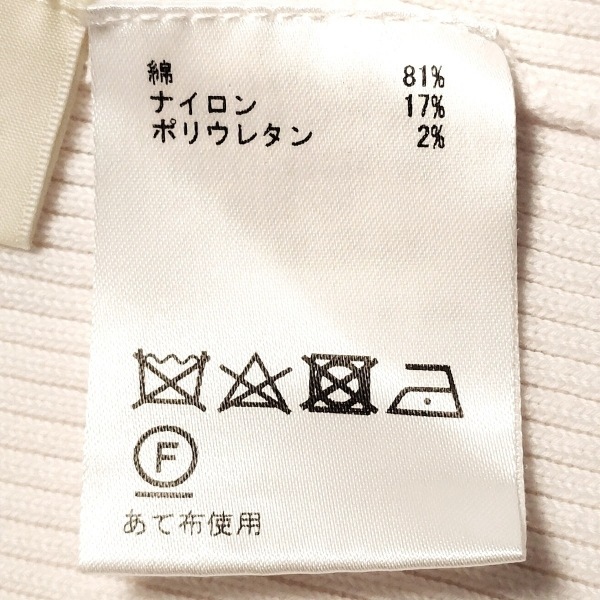 綿 81%
ナイロン 17%
ポリウレタン 2%
F
あて布使用